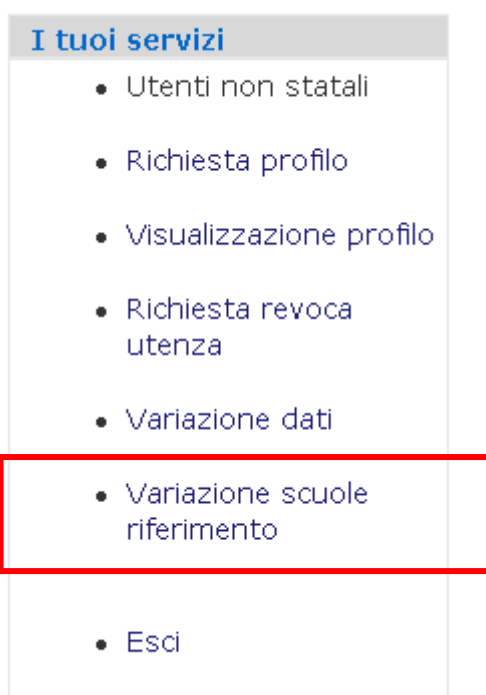 I tuoi servizi
Utenti non statali
Richiesta profilo
Visualizzazione profilo
Richiesta revoca
utenza
Variazione dati
Variazione scuole
riferimento
Esci